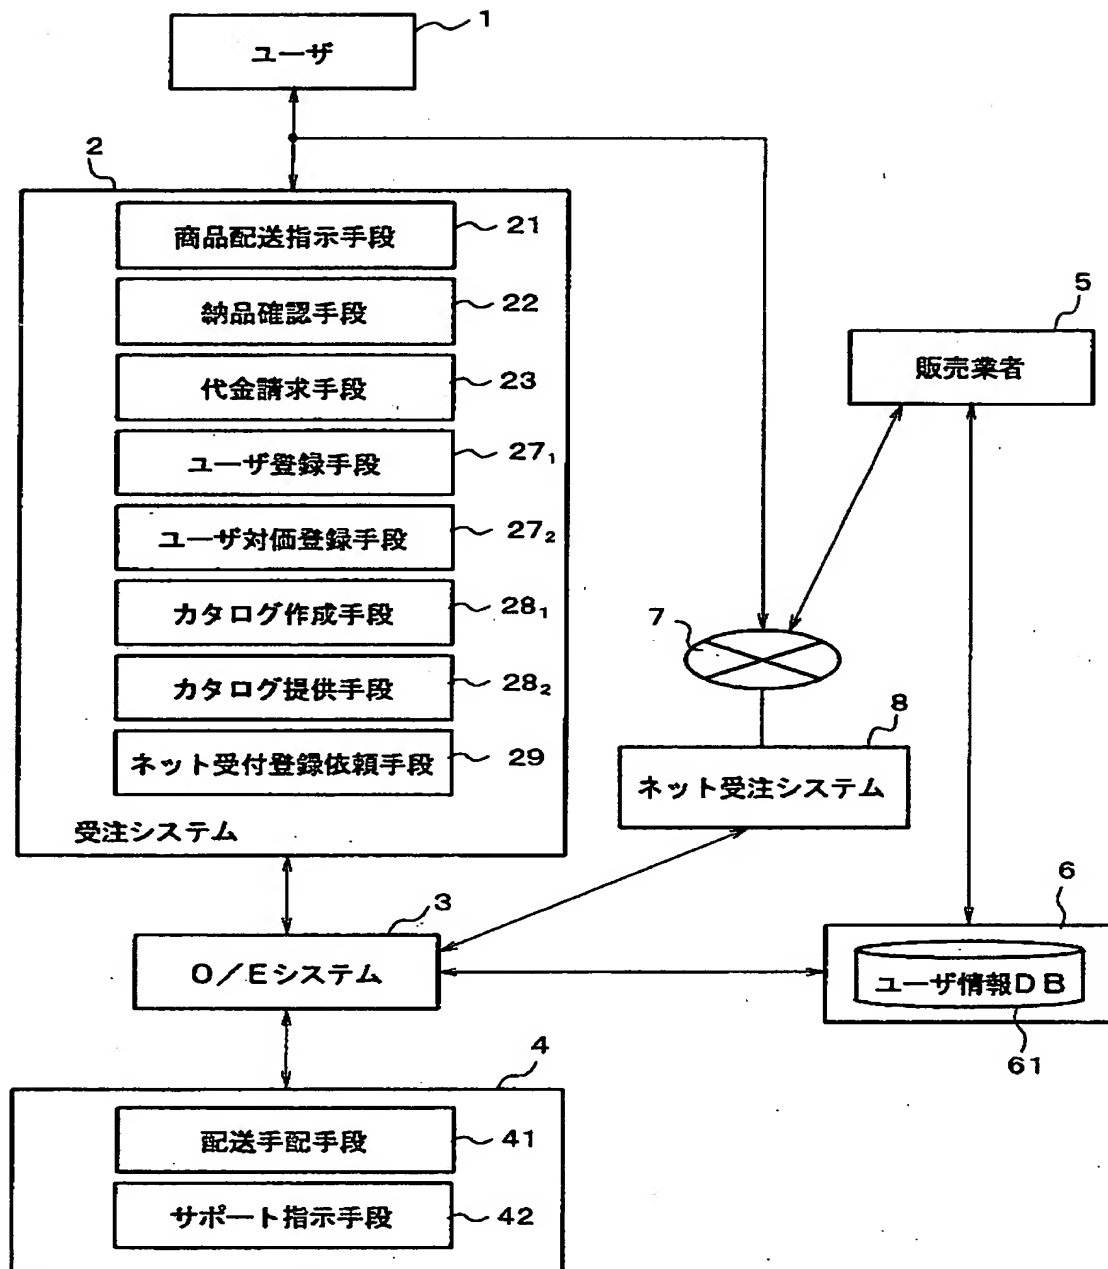 1
ユーザ
2
商品配送指示手段 21
納品確認手段 22
代金請求手段 23
ユーザ登録手段 27₁
ユーザ対価登録手段 27₂
カタログ作成手段 28₁
カタログ提供手段 28₂
ネット受付登録依頼手段 29
受注システム
5
販売業者
7
8
ネット受注システム
3
O/Eシステム
6
ユーザ情報DB
61
4
配送手配手段 41
サポート指示手段 42